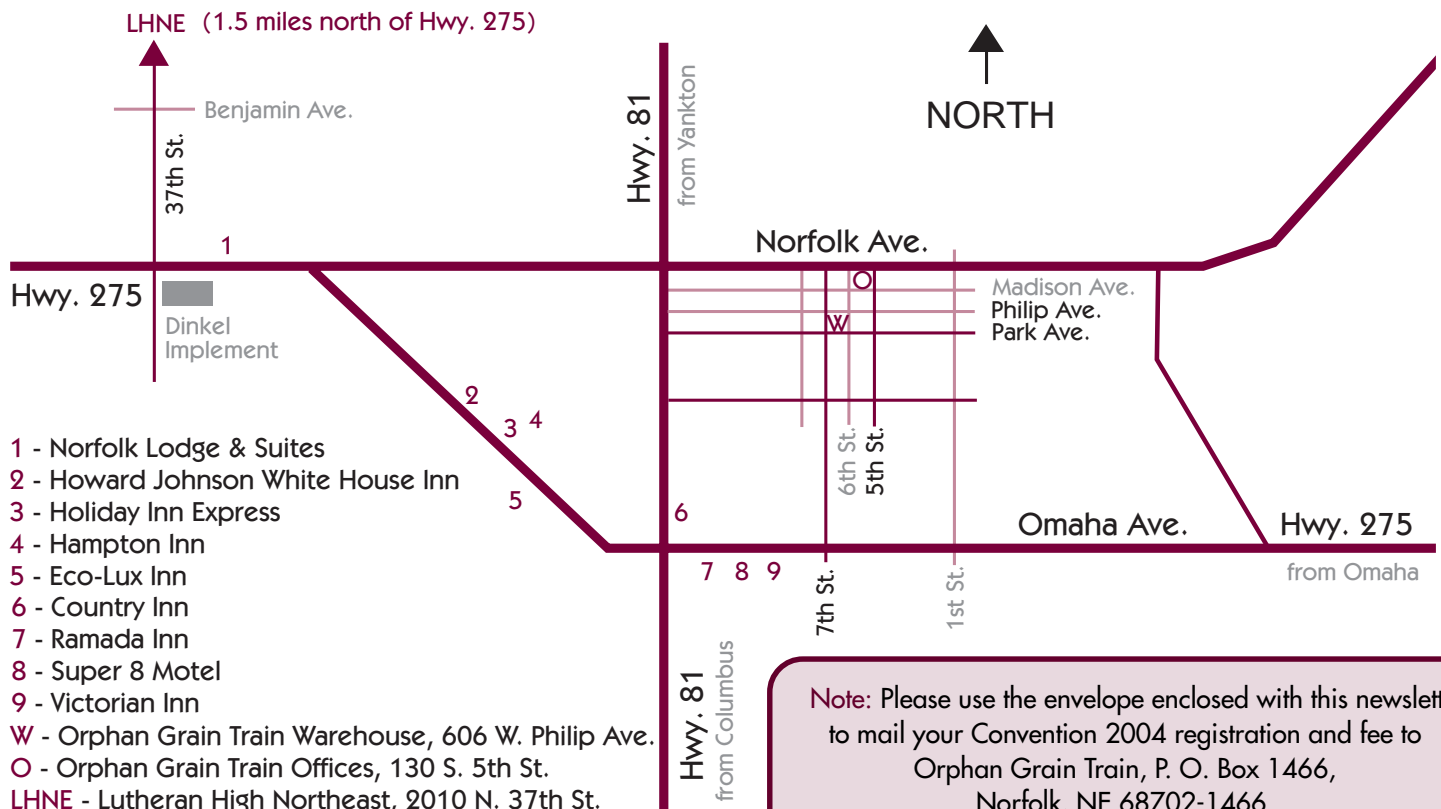 LHNE (1.5 miles north of Hwy. 275)
Benjamin Ave.
37th St.
Hwy. 81
from Yankton
NORTH
1
Norfolk Ave.
Hwy. 275
Dinkel
Implement
O
Madison Ave.
Philip Ave.
W
Park Ave.
2
3 4
5
6th St.
5th St.
6
Omaha Ave.
Hwy. 275
from Omaha
7 8 9
7th St.
1st St.
Hwy. 81
from Columbus
1 - Norfolk Lodge & Suites
2 - Howard Johnson White House Inn
3 - Holiday Inn Express
4 - Hampton Inn
5 - Eco-Lux Inn
6 - Country Inn
7 - Ramada Inn
8 - Super 8 Motel
9 - Victorian Inn
W - Orphan Grain Train Warehouse, 606 W. Philip Ave.
O - Orphan Grain Train Offices, 130 S. 5th St.
LHNE - Lutheran High Northeast, 2010 N. 37th St.
Note: Please use the envelope enclosed with this newslett
to mail your Convention 2004 registration and fee to
Orphan Grain Train, P. O. Box 1466,
Norfolk, NE 68702-1466